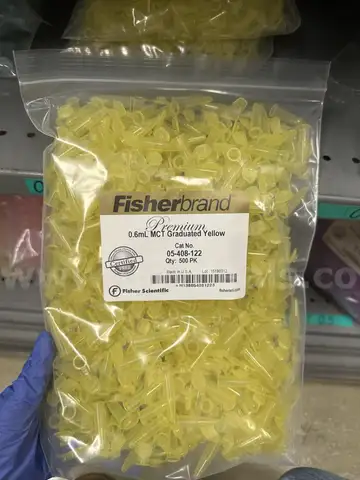 Fisherbrand
Premium
0.6mL MCT Graduated Yellow
Cat No.
05-408-122
Qty: 500 PK
Made in U.S.A.
Certified
Fisher Scientific